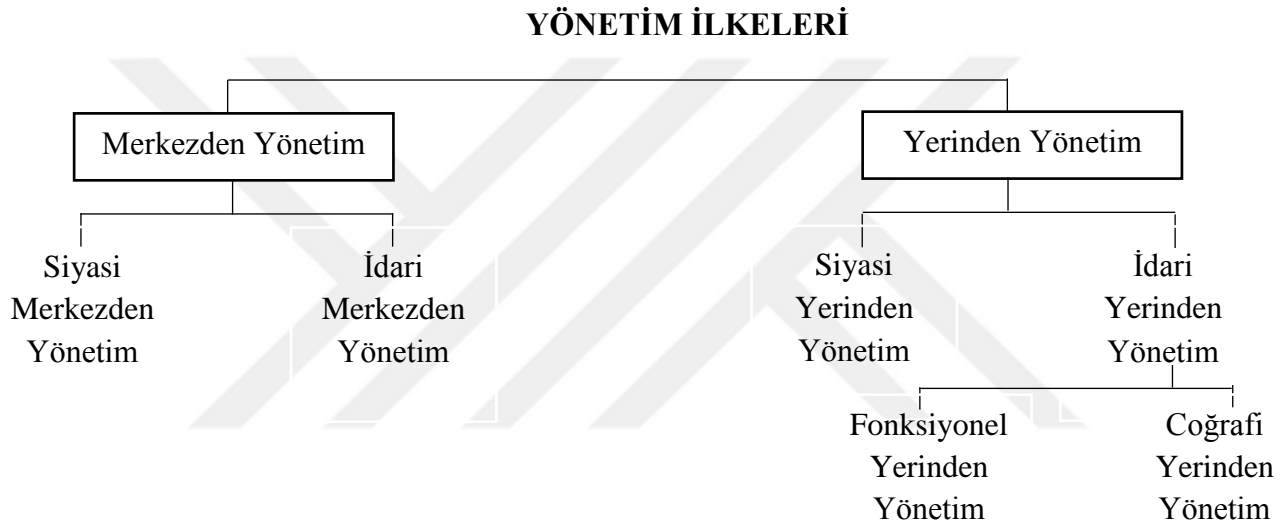 YÖNETİM İLKELERİ
Merkezden Yönetim
Yerinden Yönetim
Siyasi
Merkezden
Yönetim
İdari
Merkezden
Yönetim
Siyasi
Yerinden
Yönetim
İdari
Yerinden
Yönetim
Fonksiyonel
Yerinden
Yönetim
Coğrafi
Yerinden
Yönetim